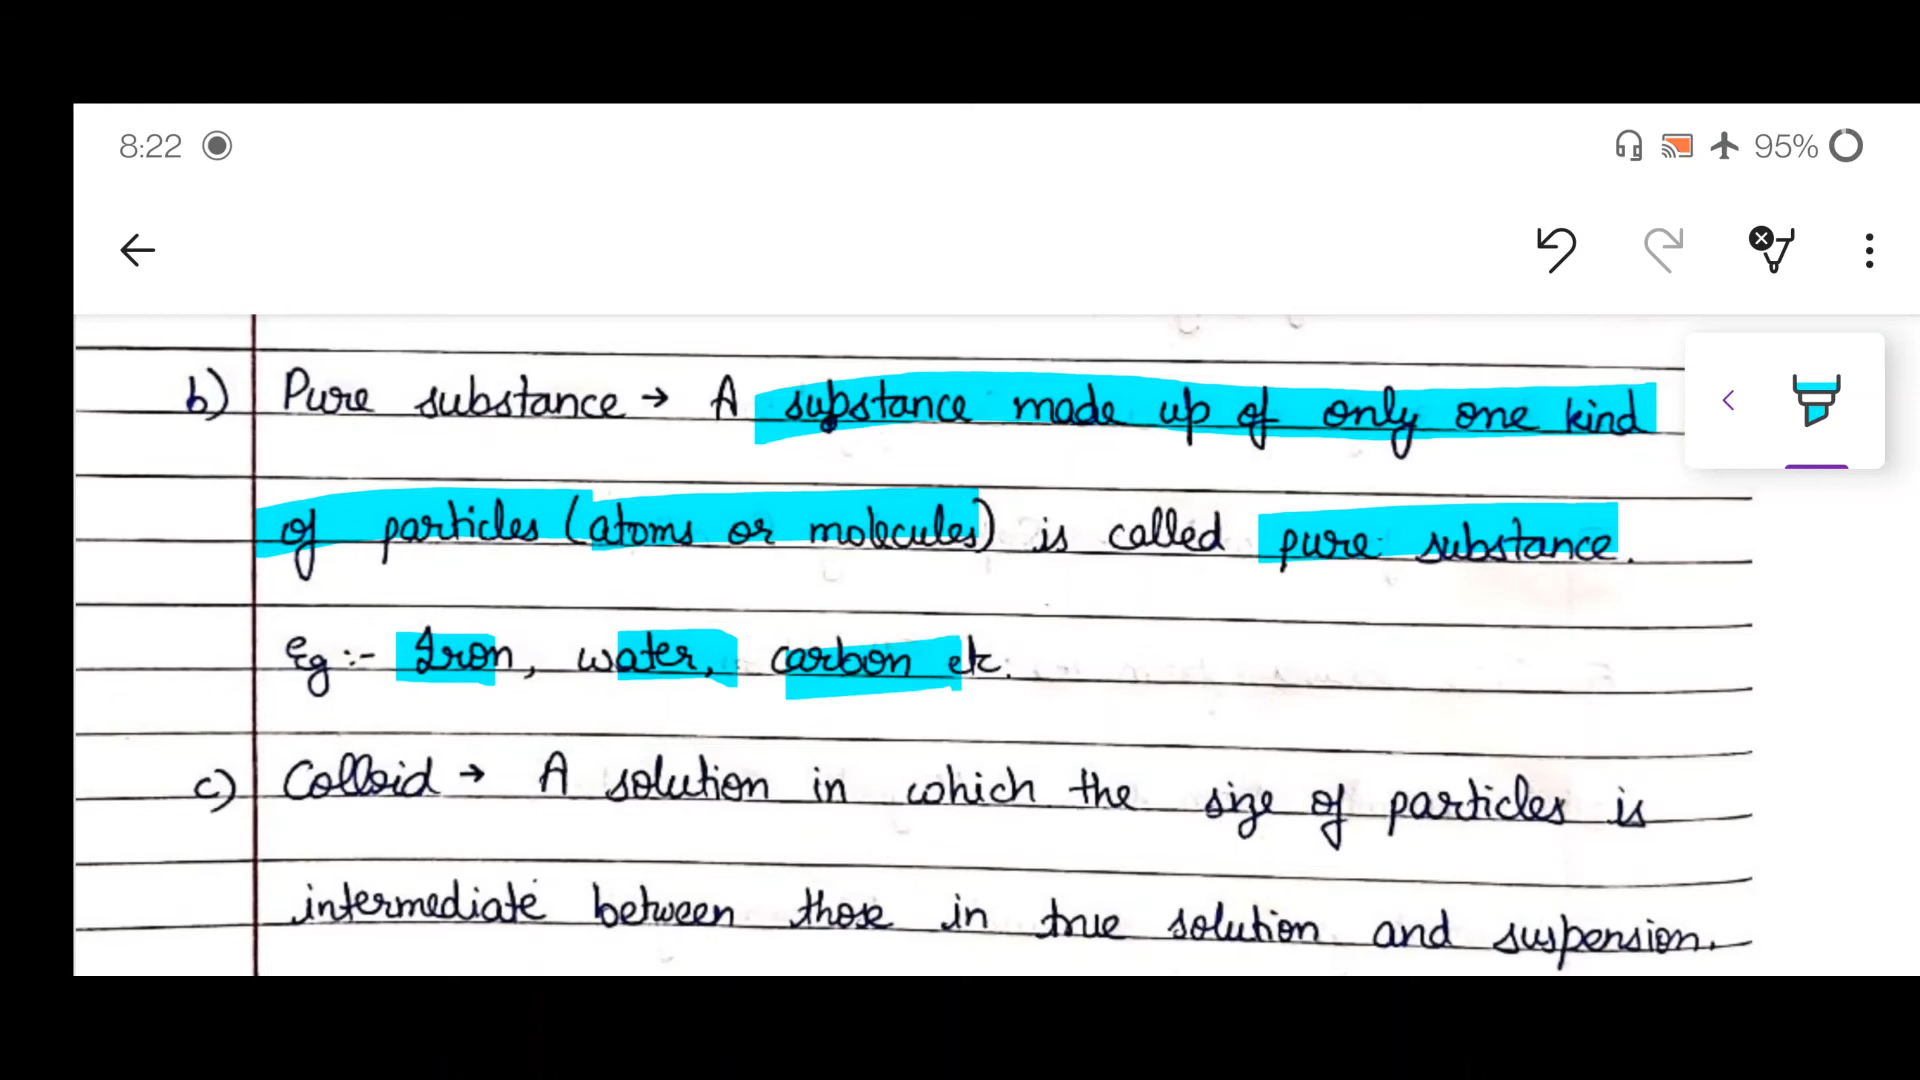 8:22
95%
b) Pure substance → A substance made up of only one kind
of particles (atoms or molecules) is called pure substance.
Eg :- Iron, water, carbon etc.
c) Colloid → A solution in which the size of particles is
intermediate between those in true solution and suspension.